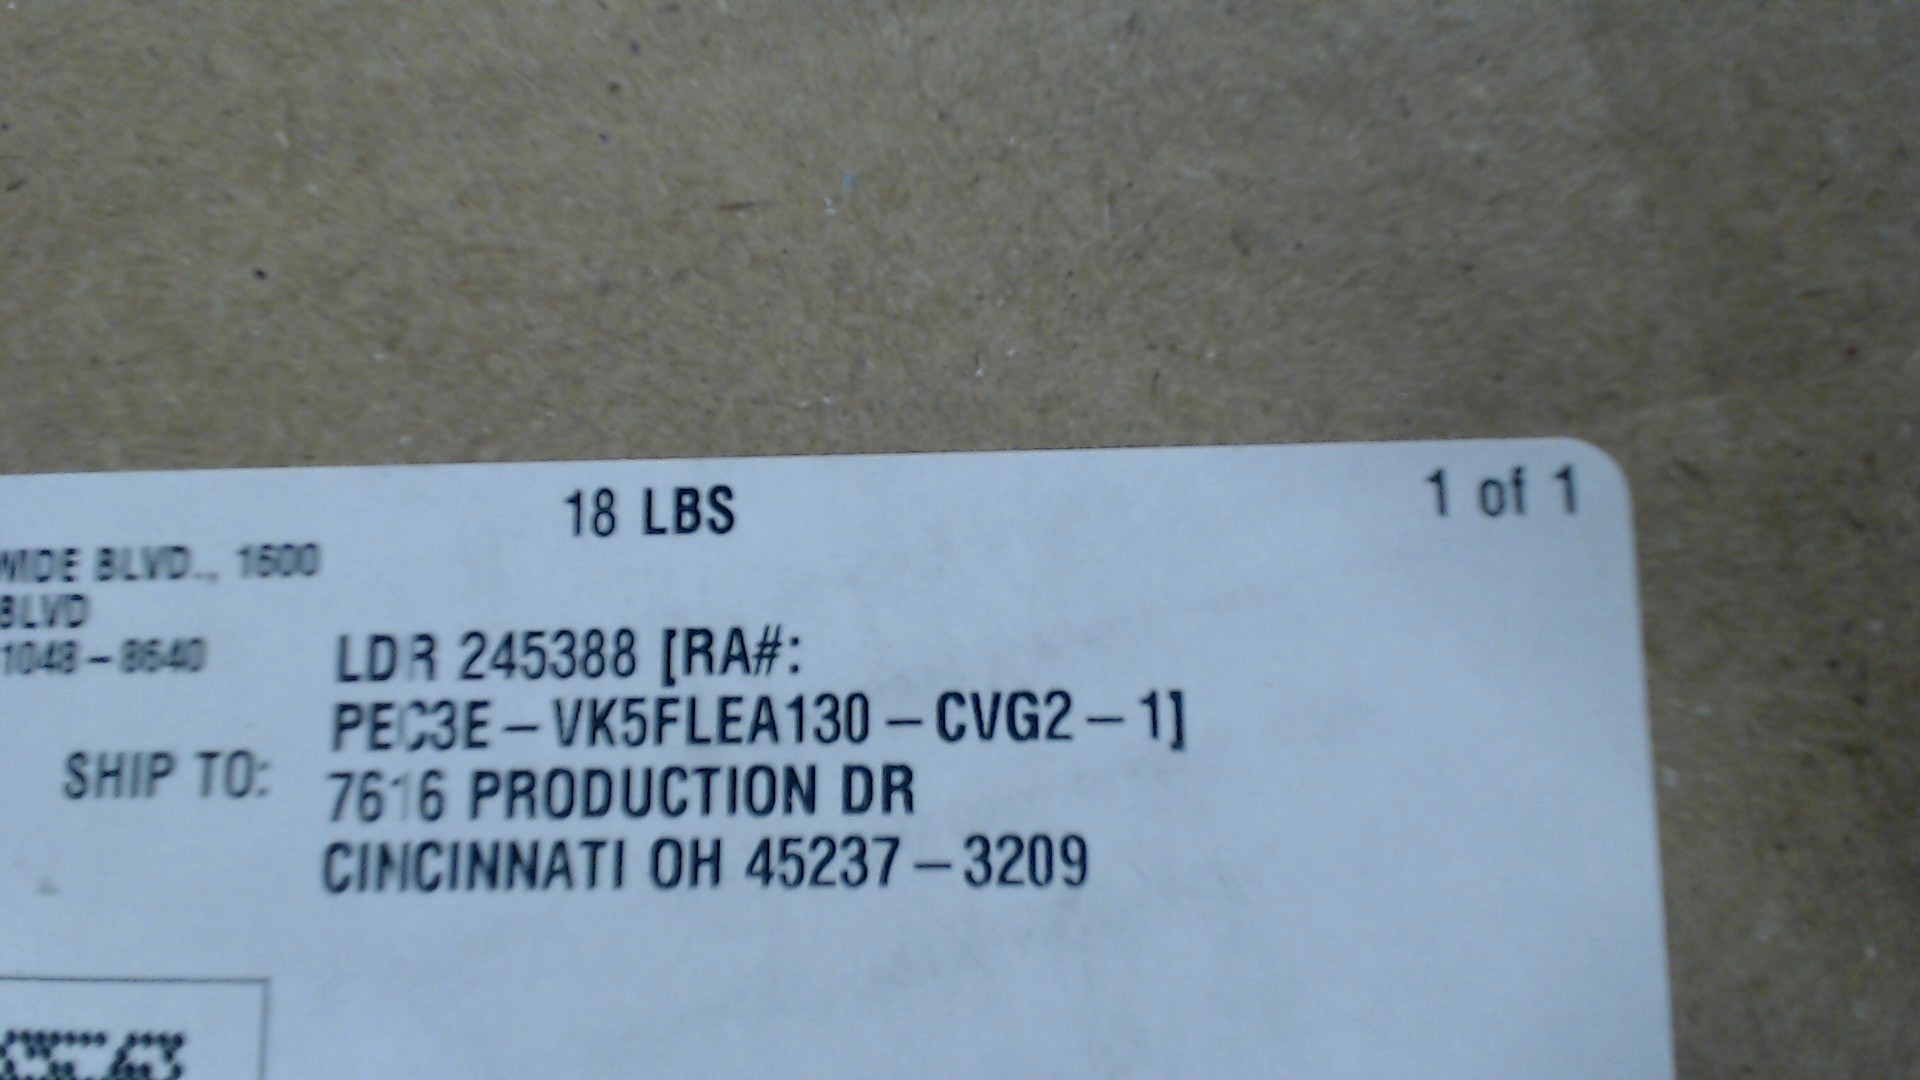 18 LBS
1 of 1
WIDE BLVD., 1600
BLVD
1048-8640
LDR 245388 [RA#:
PEC3E-VK5FLEA130-CVG2-1]
SHIP TO:
7616 PRODUCTION DR
CINCINNATI OH 45237-3209